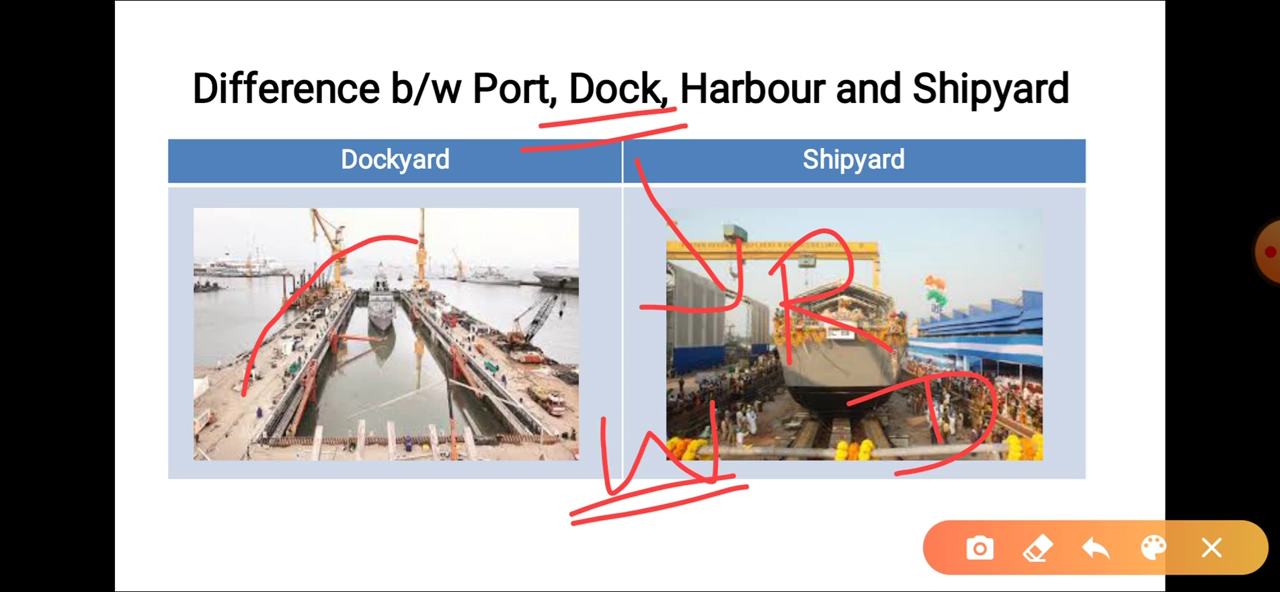 Difference b/w Port, Dock, Harbour and Shipyard
Dockyard
Shipyard
R
D
W